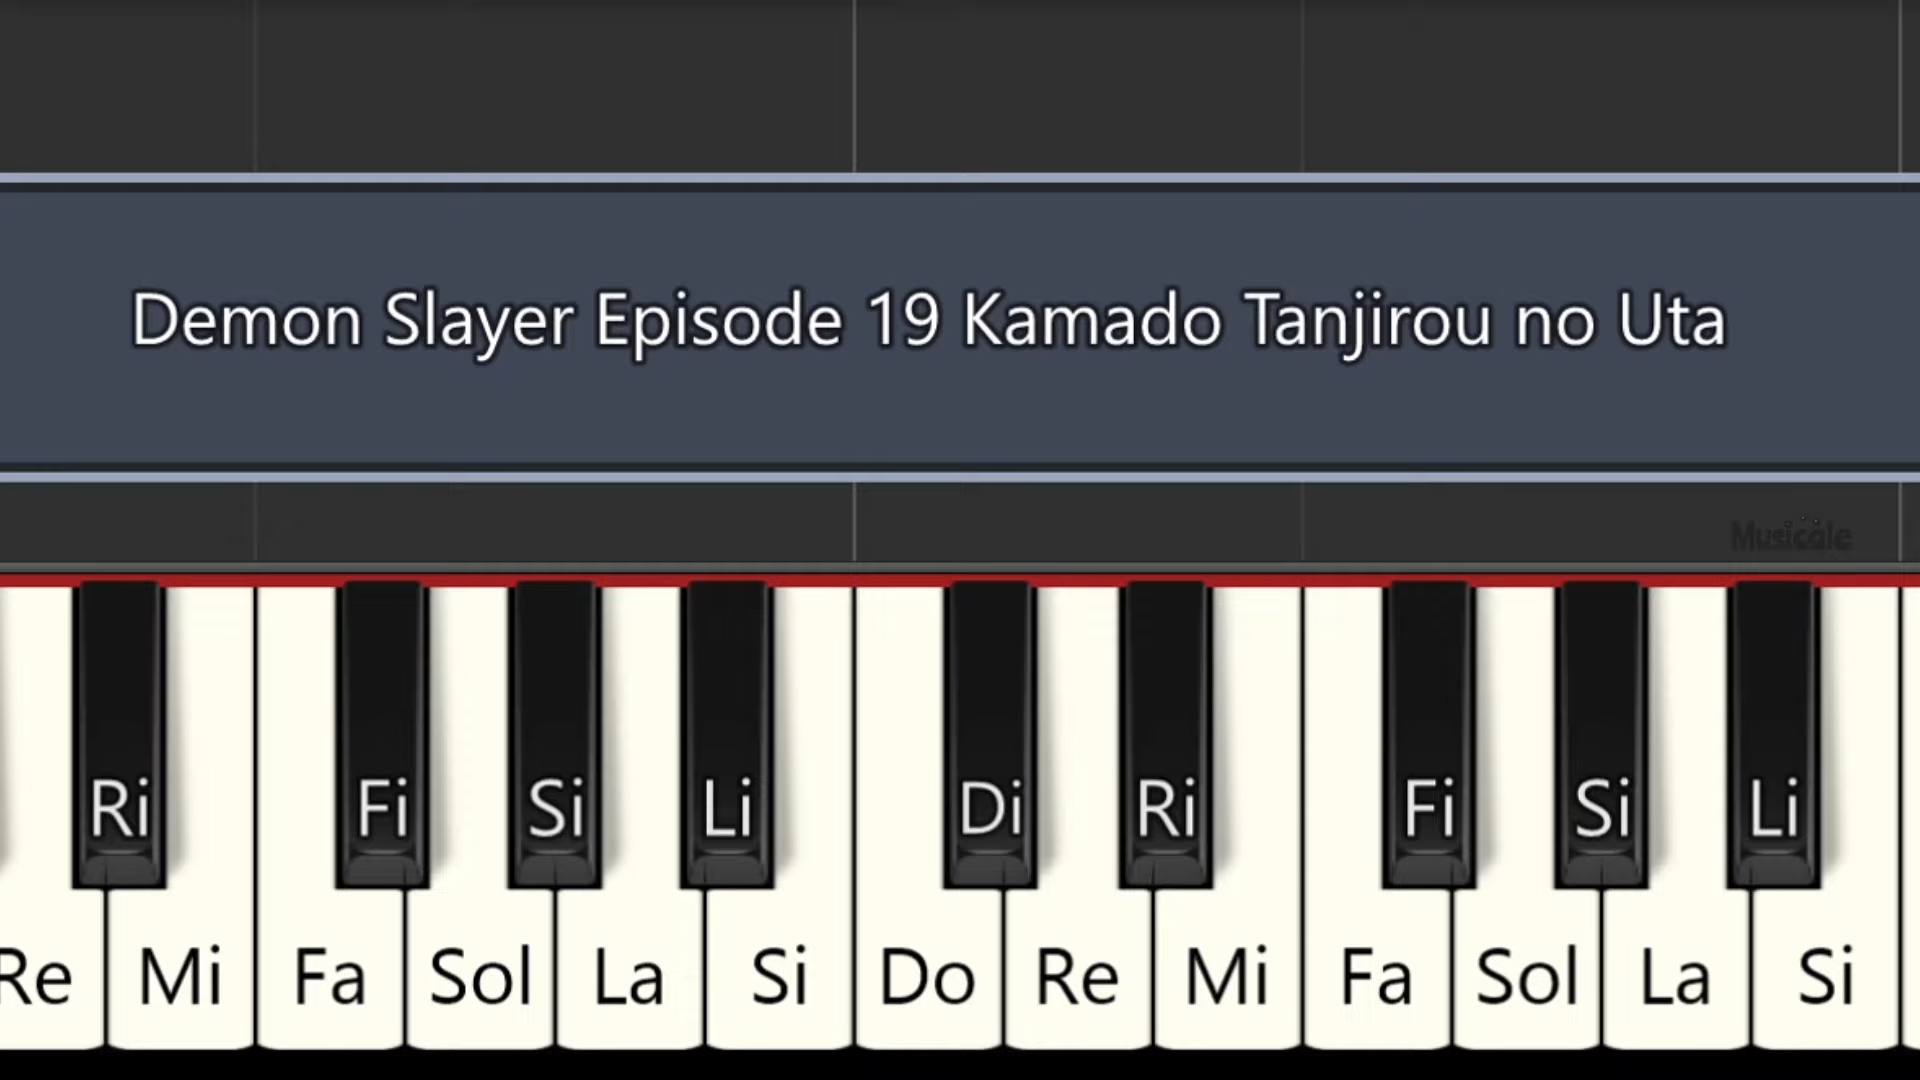 Demon Slayer Episode 19 Kamado Tanjirou no Uta
Musicale
Ri Fi Si Li Di Ri Fi Si Li
Re Mi Fa Sol La Si Do Re Mi Fa Sol La Si